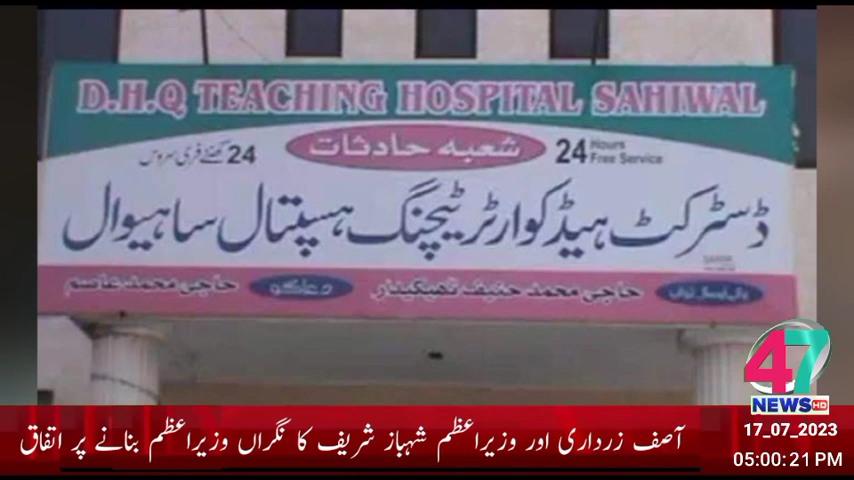 D.H.Q TEACHING HOSPITAL SAHIWAL
24 گھنٹے فری سروس
شعبہ حادثات
24 Hours Free Service
ڈسٹرکٹ ہیڈ کوارٹر ٹیچنگ ہسپتال ساہیوال
حاجی محمد حنیف ٹھیکیدار
دعاگو
حاجی محمد عاصم
47
NEWS HD
آصف زرداری اور وزیراعظم شہباز شریف کا نگراں وزیراعظم بنانے پر اتفاق
17_07_2023
05:00:21 PM